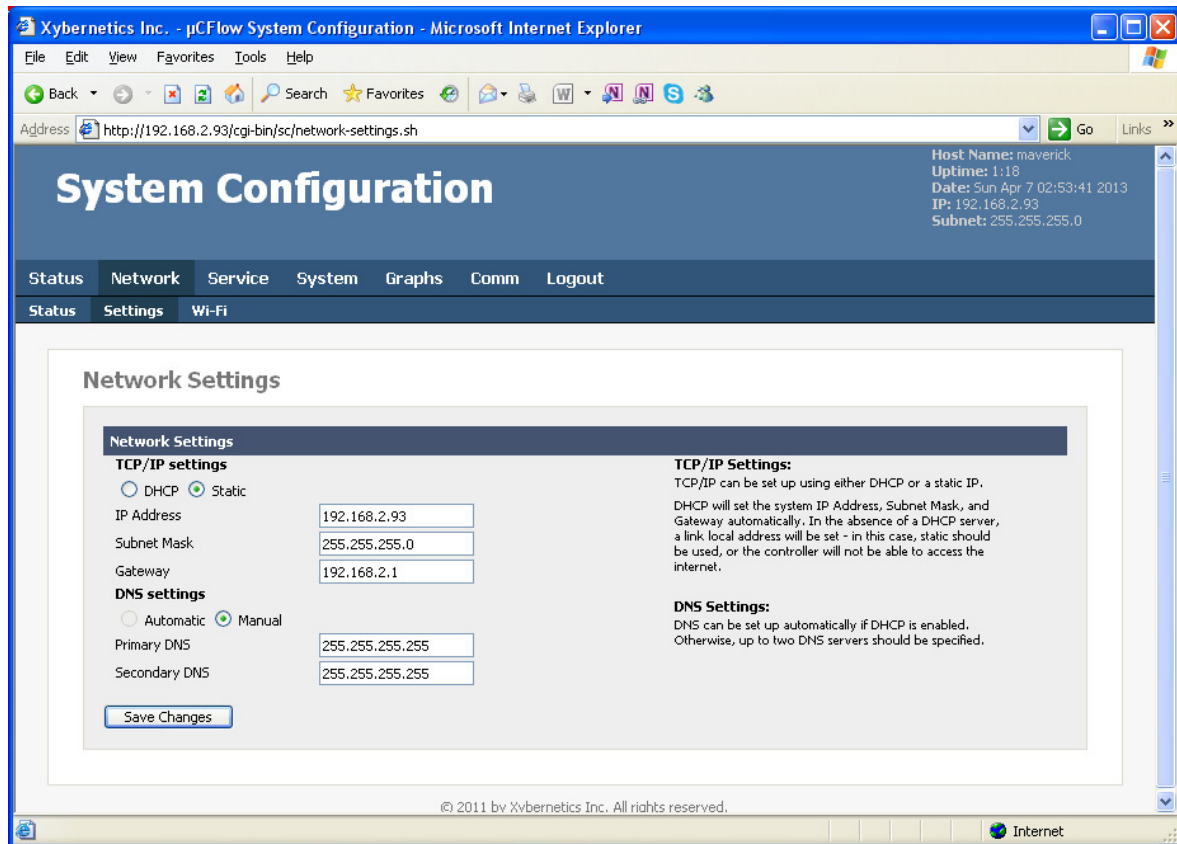 Xybernetics Inc. - µCFlow System Configuration - Microsoft Internet Explorer
File Edit View Favorites Tools Help
Back Search Favorites
Address http://192.168.2.93/cgi-bin/sc/network-settings.sh Go Links »
Host Name: maverick
Uptime: 1:18
Date: Sun Apr 7 02:53:41 2013
IP: 192.168.2.93
Subnet: 255.255.255.0
System Configuration
Status Network Service System Graphs Comm Logout
Status Settings Wi-Fi
Network Settings
Network Settings
TCP/IP settings
DHCP Static
IP Address 192.168.2.93
Subnet Mask 255.255.255.0
Gateway 192.168.2.1
DNS settings
Automatic Manual
Primary DNS 255.255.255.255
Secondary DNS 255.255.255.255
Save Changes
TCP/IP Settings:
TCP/IP can be set up using either DHCP or a static IP.
DHCP will set the system IP Address, Subnet Mask, and
Gateway automatically. In the absence of a DHCP server,
a link local address will be set - in this case, static should
be used, or the controller will not be able to access the
internet.
DNS Settings:
DNS can be set up automatically if DHCP is enabled.
Otherwise, up to two DNS servers should be specified.
© 2011 by Xybernetics Inc. All rights reserved.
Internet